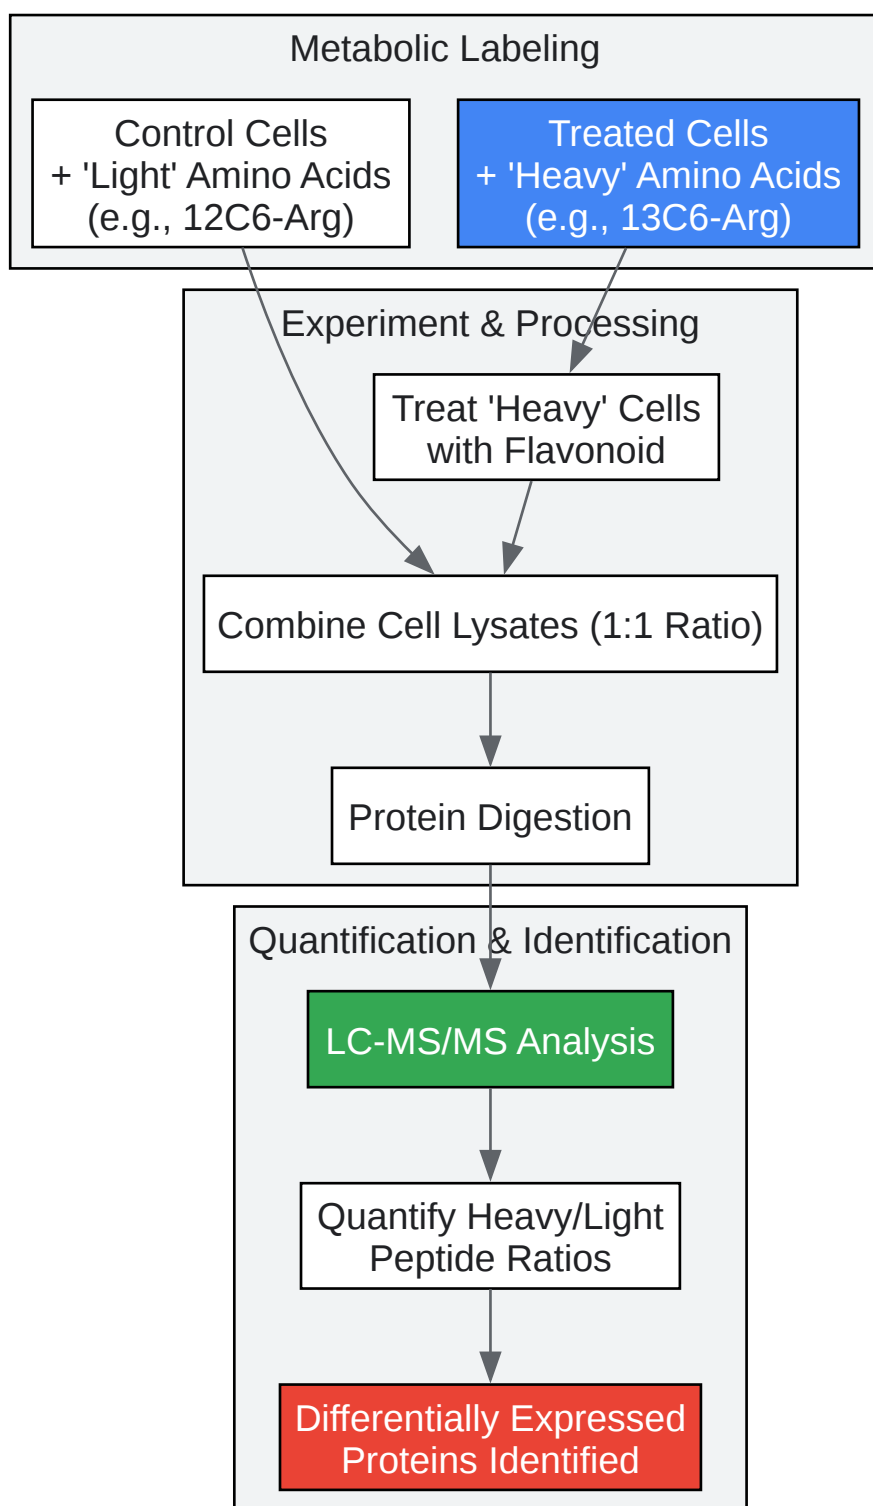 Metabolic Labeling
Control Cells
+ 'Light' Amino Acids
(e.g., 12C6-Arg)
Treated Cells
+ 'Heavy' Amino Acids
(e.g., 13C6-Arg)
Experiment & Processing
Treat 'Heavy' Cells
with Flavonoid
Combine Cell Lysates (1:1 Ratio)
Protein Digestion
Quantification & Identification
LC-MS/MS Analysis
Quantify Heavy/Light
Peptide Ratios
Differentially Expressed
Proteins Identified